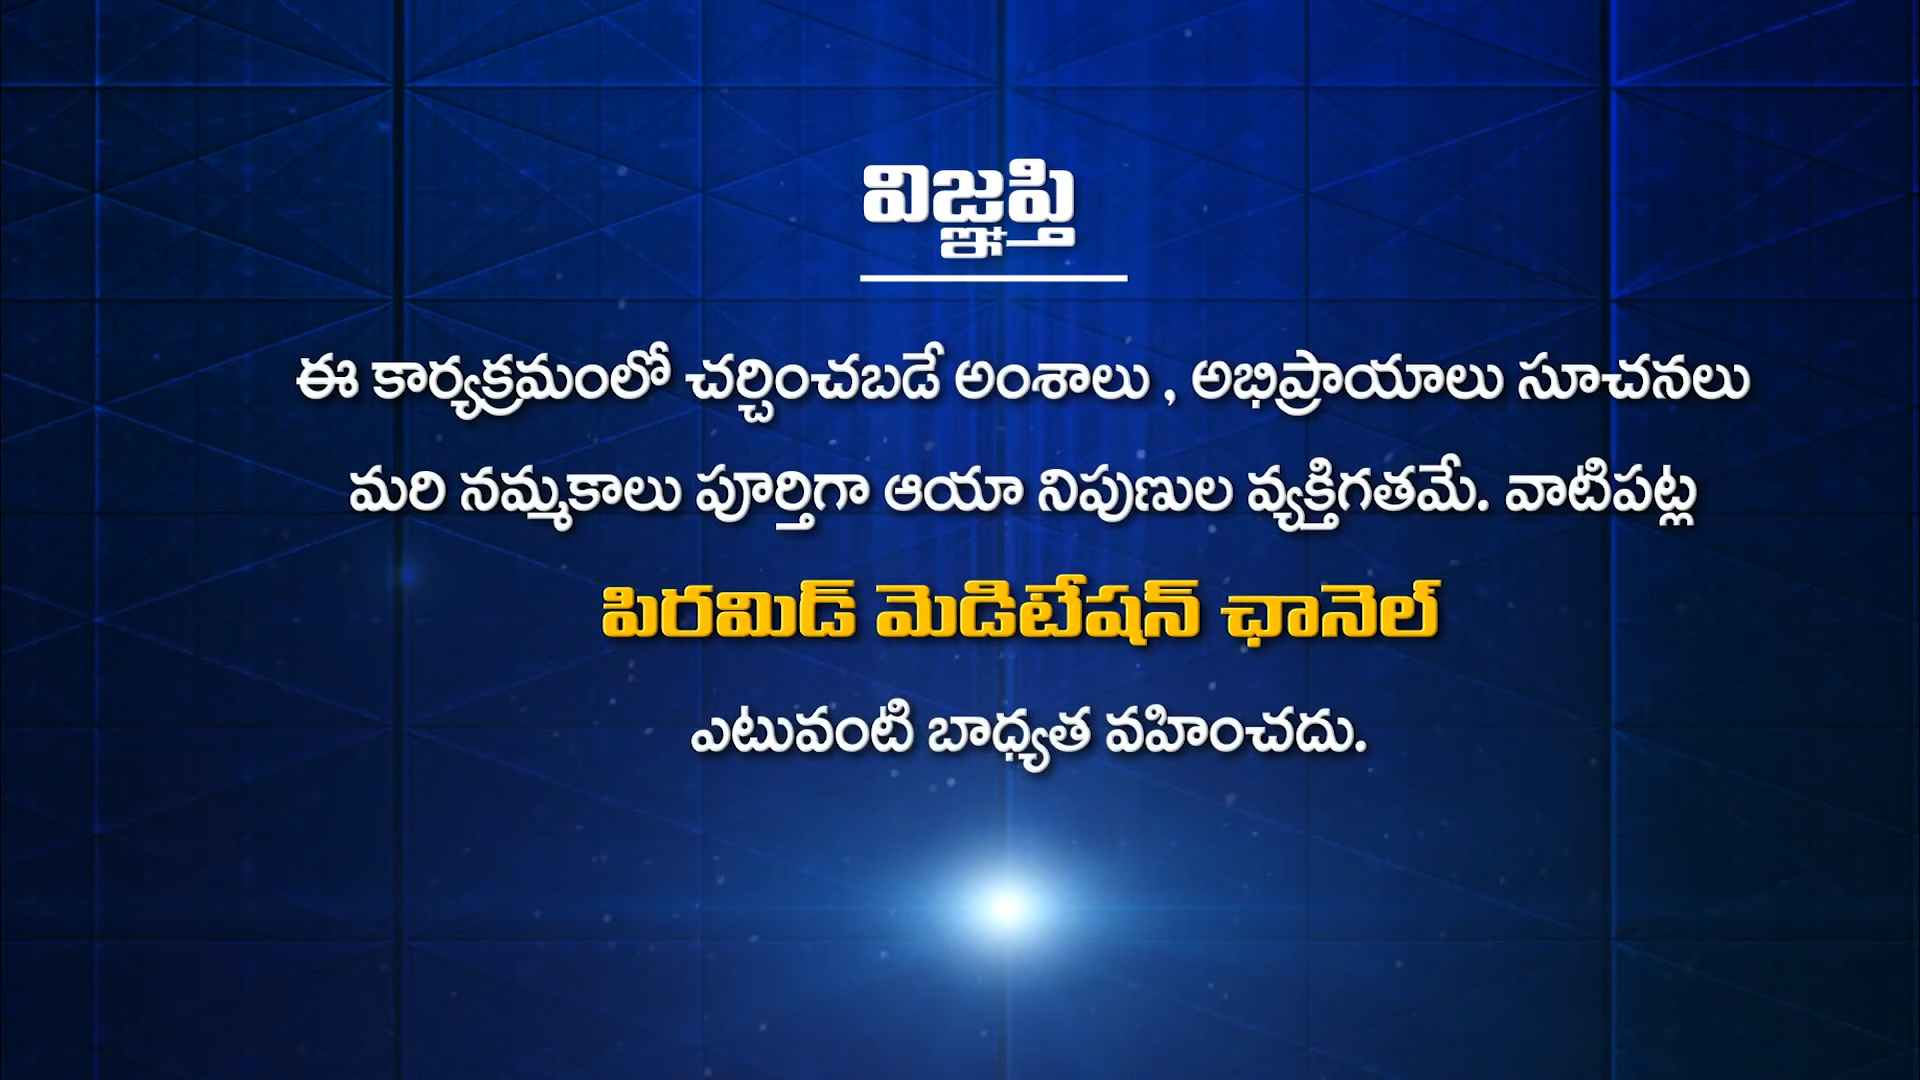 విజ్ఞప్తి
ఈ కార్యక్రమంలో చర్చించబడే అంశాలు , అభిప్రాయాలు సూచనలు
మరి నమ్మకాలు పూర్తిగా ఆయా నిపుణుల వ్యక్తిగతమే. వాటిపట్ల
పిరమిడ్ మెడిటేషన్ ఛానెల్
ఎటువంటి బాధ్యత వహించదు.